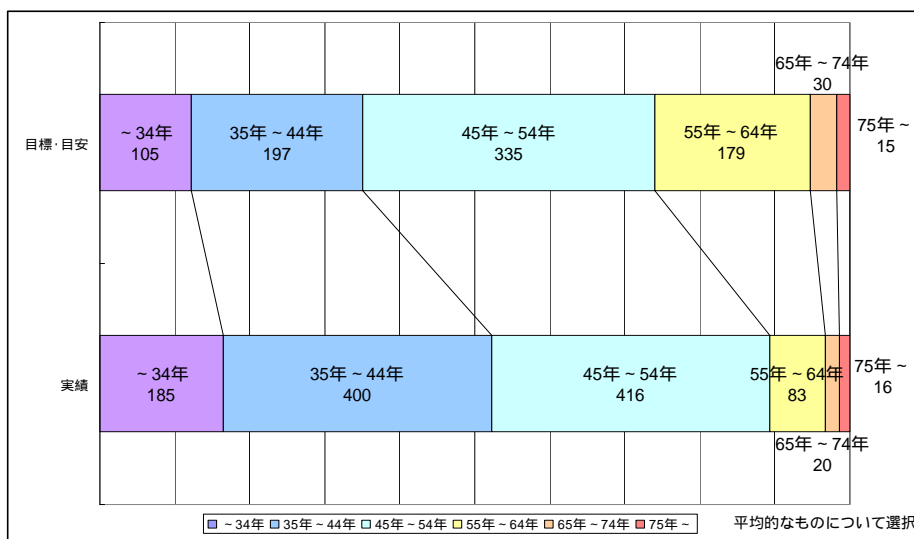 65年～74年
30
～34年
105
35年～44年
197
45年～54年
335
55年～64年
179
75年～
15
目標・目安
～34年
185
35年～44年
400
45年～54年
416
55年～64年
83
75年～
16
実績
65年～74年
20
～34年 35年～44年 45年～54年 55年～64年 65年～74年 75年～
平均的なものについて選択